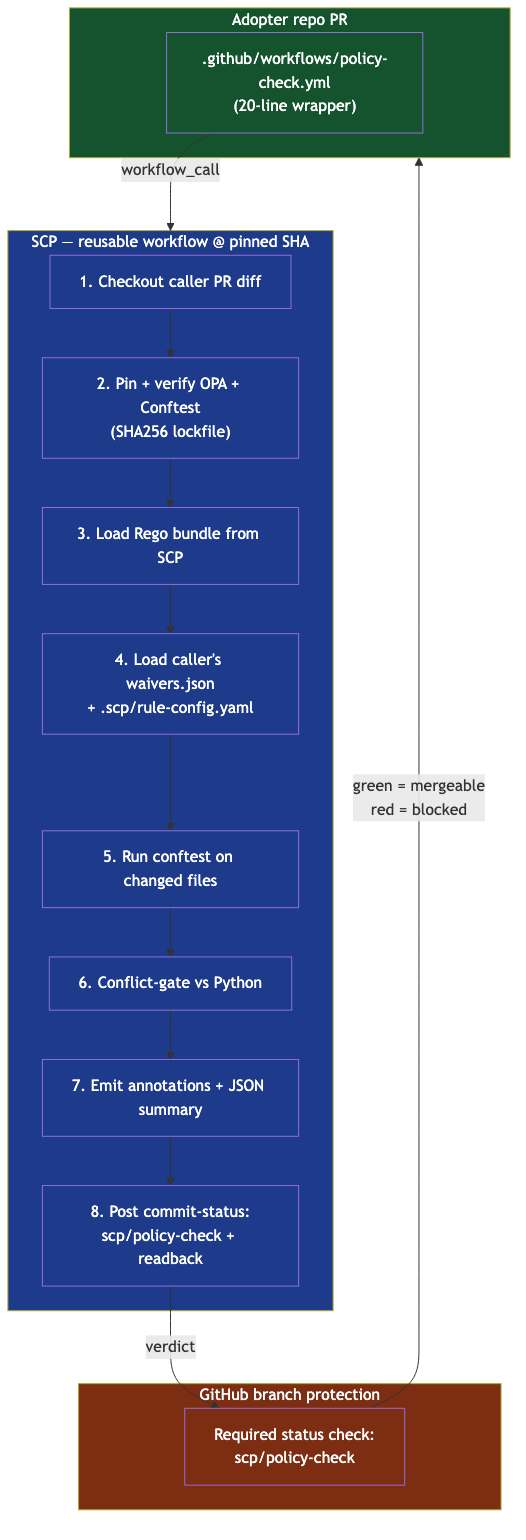 Adopter repo PR
.github/workflows/policy-
check.yml
(20-line wrapper)
workflow_call
SCP — reusable workflow @ pinned SHA
1. Checkout caller PR diff
2. Pin + verify OPA +
Conftest
(SHA256 lockfile)
3. Load Rego bundle from
SCP
4. Load caller's
waivers.json
+ .scp/rule-config.yaml
green = mergeable
red = blocked
5. Run conftest on
changed files
6. Conflict-gate vs Python
7. Emit annotations + JSON
summary
8. Post commit-status:
scp/policy-check +
readback
verdict
GitHub branch protection
Required status check:
scp/policy-check